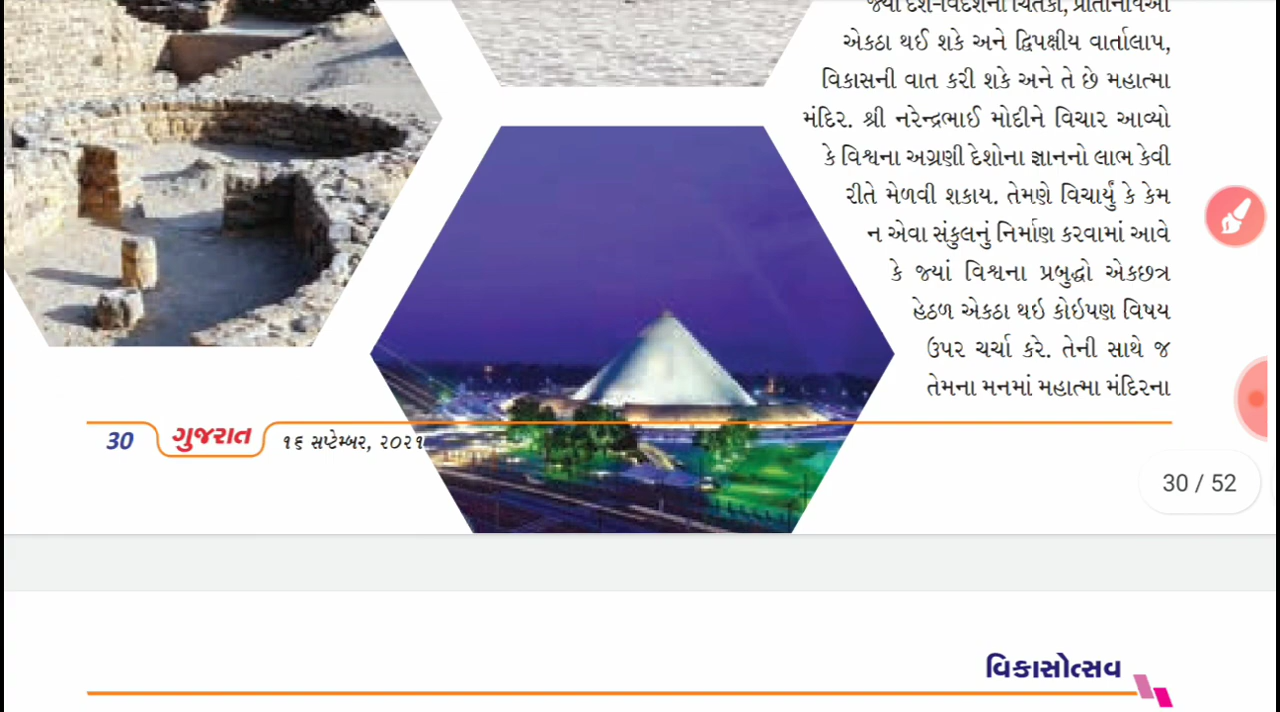 એકઠા થઈ શકે અને દ્વિપક્ષીય વાર્તાલાપ,
વિકાસની વાત કરી શકે અને તે છે મહાત્મા
મંદિર. શ્રી નરેન્દ્રભાઈ મોદીને વિચાર આવ્યો
કે વિશ્વના અગ્રણી દેશોના જ્ઞાનનો લાભ કેવી
રીતે મેળવી શકાય. તેમણે વિચાર્યું કે કેમ
ન એવા સંકુલનું નિર્માણ કરવામાં આવે
કે જ્યાં વિશ્વના પ્રબુદ્ધો એકછત્ર
હેઠળ એકઠા થઇ કોઇપણ વિષય
ઉપર ચર્ચા કરે. તેની સાથે જ
તેમના મનમાં મહાત્મા મંદિરના
30 ગુજરાત ૧૬ સપ્ટેમ્બર, ૨૦૨૧
30 / 52
વિકાસોત્સવ